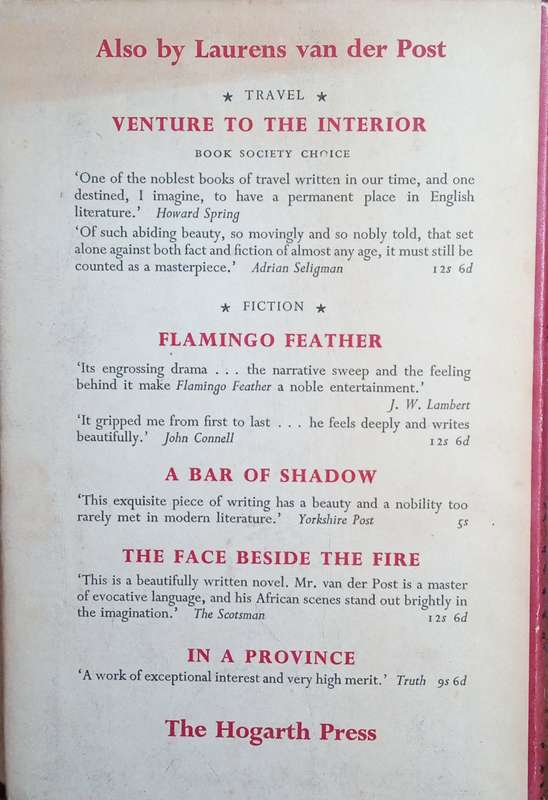 Also by Laurens van der Post
★ TRAVEL ★
VENTURE TO THE INTERIOR
BOOK SOCIETY CHOICE
‘One of the noblest books of travel written in our time, and one
destined, I imagine, to have a permanent place in English
literature.’ Howard Spring
‘Of such abiding beauty, so movingly and so nobly told, that set
alone against both fact and fiction of almost any age, it must still be
counted as a masterpiece.’ Adrian Seligman 12s 6d
★ FICTION ★
FLAMINGO FEATHER
‘Its engrossing drama . . . the narrative sweep and the feeling
behind it make Flamingo Feather a noble entertainment.’
J. W. Lambert
‘It gripped me from first to last . . . he feels deeply and writes
beautifully.’ John Connell 12s 6d
A BAR OF SHADOW
‘This exquisite piece of writing has a beauty and a nobility too
rarely met in modern literature.’ Yorkshire Post 5s
THE FACE BESIDE THE FIRE
‘This is a beautifully written novel. Mr. van der Post is a master
of evocative language, and his African scenes stand out brightly in
the imagination.’ The Scotsman 12s 6d
IN A PROVINCE
‘A work of exceptional interest and very high merit.’ Truth 9s 6d
The Hogarth Press